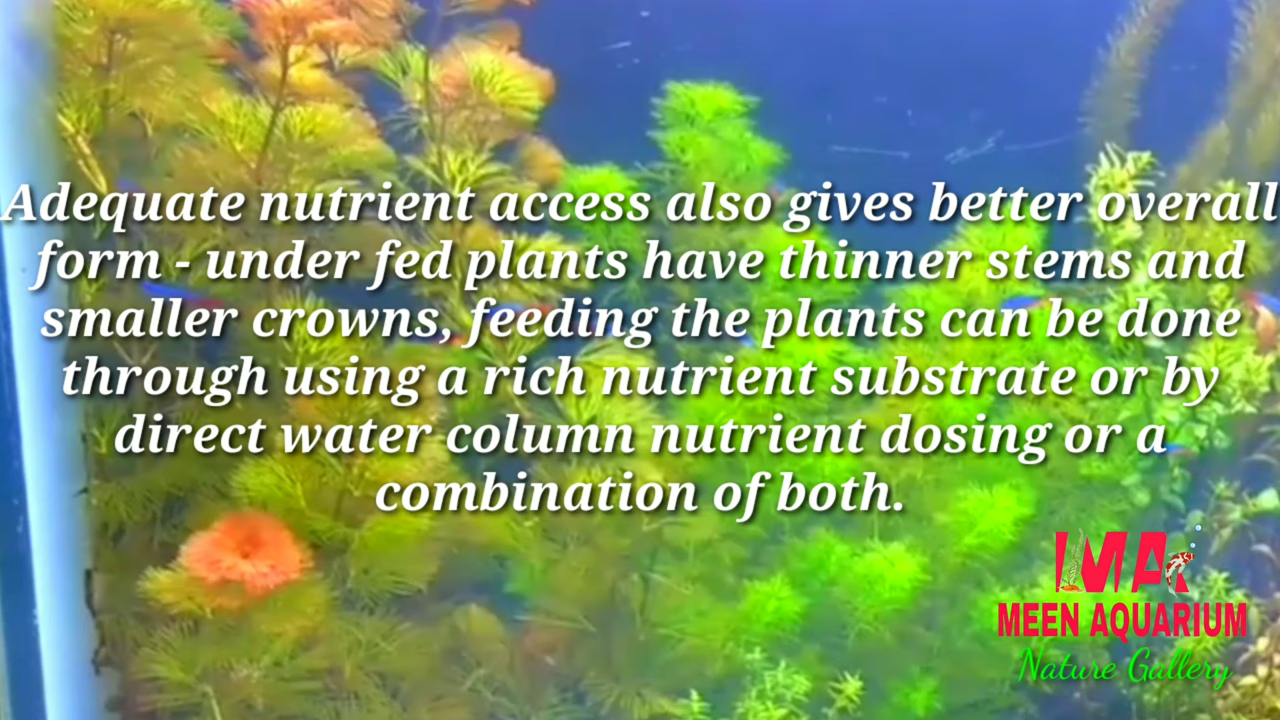 Adequate nutrient access also gives better overall
form - under fed plants have thinner stems and
smaller crowns, feeding the plants can be done
through using a rich nutrient substrate or by
direct water column nutrient dosing or a
combination of both.
MA
MEEN AQUARIUM
Nature Gallery